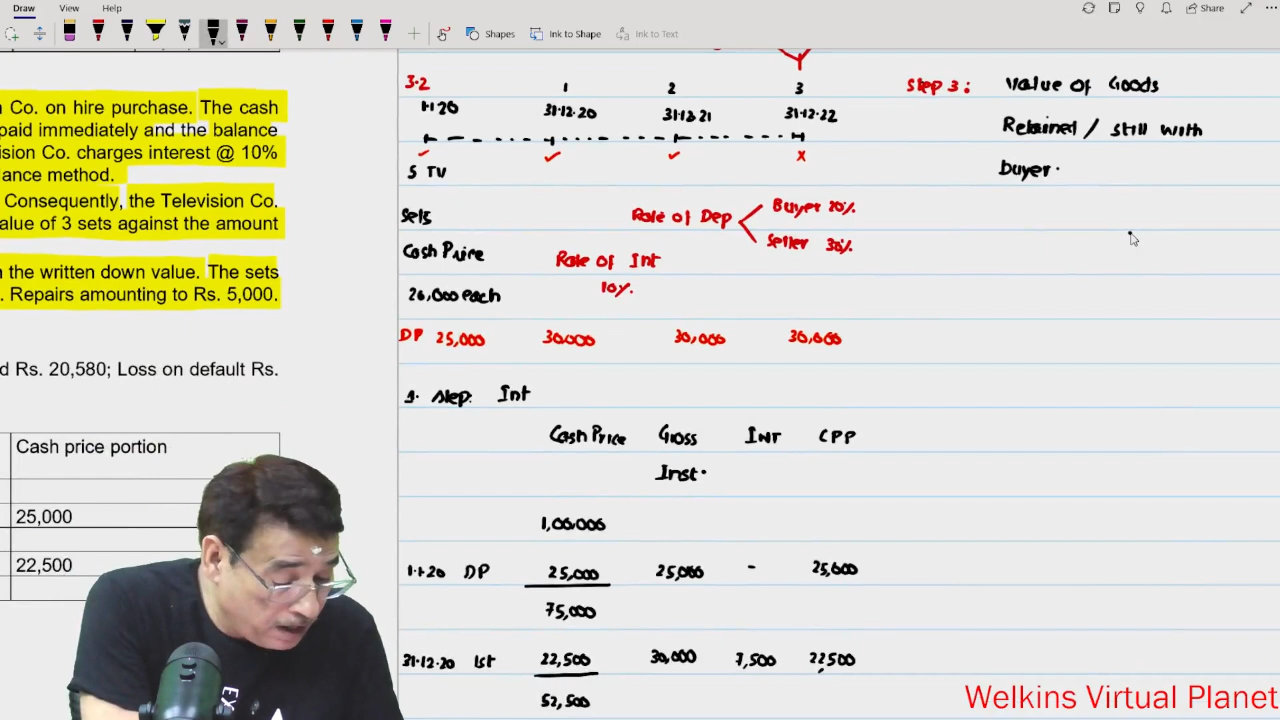 Draw
View
Help
Share
Shapes
Ink to Shape
Ink to Text
n Co. on hire purchase. The cash
paid immediately and the balance
ision Co. charges interest @ 10%
ance method.
Consequently, the Television Co.
alue of 3 sets against the amount
n the written down value. The sets
. Repairs amounting to Rs. 5,000.
d Rs. 20,580; Loss on default Rs.
Cash price portion
25,000
22,500
3.2 1 2 3
1.1.20 31.12.20 31.12.21 31.12.22
5 TV
Sets
Cash Price
20,000 each
Rate of Dep
Buyer 20%
Seller 30%
Rate of Int
10%
DP 25,000 30,000 30,000 30,000
1. Step: Int
Cash Price Gross INT CPP
Inst.
1,00,000
1.1.20 DP 25,000 25,000 - 25,000
75,000
31.12.20 1st 22,500 30,000 7,500 22,500
52,500
Step 3: Value of Goods
Retained / still with
buyer.
EX
Welkins Virtual Planet